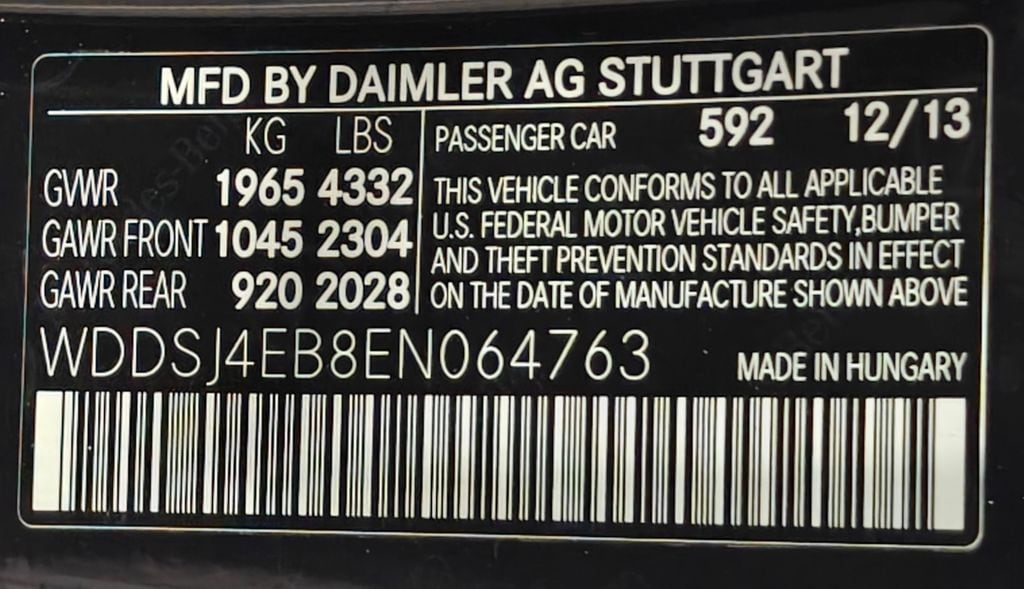 MFD BY DAIMLER AG STUTTGART
KG LBS
GVWR 1965 4332
GAWR FRONT 1045 2304
GAWR REAR 920 2028
PASSENGER CAR 592 12/13
THIS VEHICLE CONFORMS TO ALL APPLICABLE
U.S. FEDERAL MOTOR VEHICLE SAFETY,BUMPER
AND THEFT PREVENTION STANDARDS IN EFFECT
ON THE DATE OF MANUFACTURE SHOWN ABOVE
WDDSJ4EB8EN064763
MADE IN HUNGARY